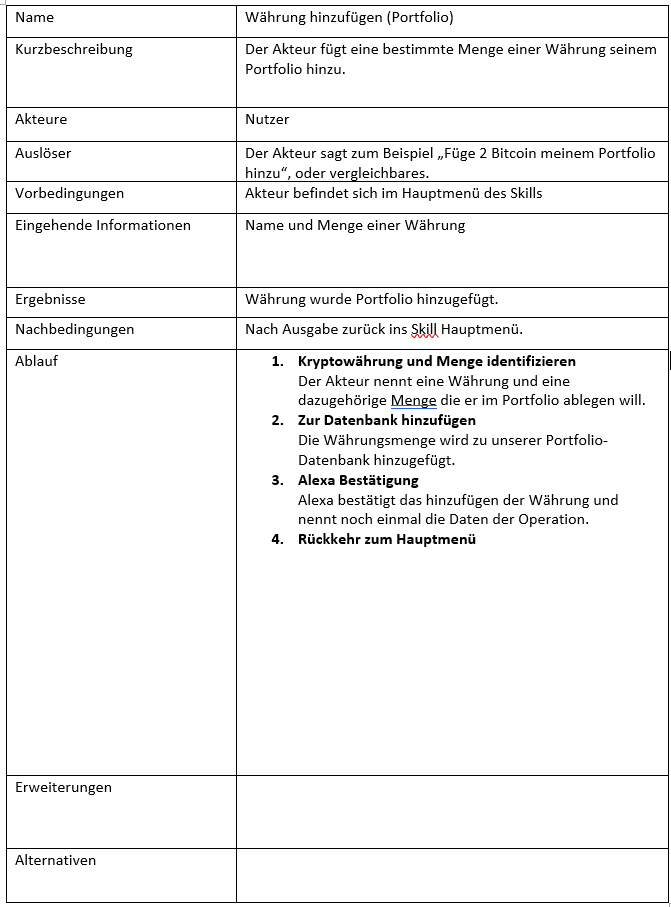 Name
Währung hinzufügen (Portfolio)
Kurzbeschreibung
Der Akteur fügt eine bestimmte Menge einer Währung seinem
Portfolio hinzu.
Akteure
Nutzer
Auslöser
Der Akteur sagt zum Beispiel „Füge 2 Bitcoin meinem Portfolio
hinzu“, oder vergleichbares.
Vorbedingungen
Akteur befindet sich im Hauptmenü des Skills
Eingehende Informationen
Name und Menge einer Währung
Ergebnisse
Währung wurde Portfolio hinzugefügt.
Nachbedingungen
Nach Ausgabe zurück ins Skill Hauptmenü.
Ablauf
1. Kryptowährung und Menge identifizieren
Der Akteur nennt eine Währung und eine
dazugehörige Menge die er im Portfolio ablegen will.
2. Zur Datenbank hinzufügen
Die Währungsmenge wird zu unserer Portfolio-
Datenbank hinzugefügt.
3. Alexa Bestätigung
Alexa bestätigt das hinzufügen der Währung und
nennt noch einmal die Daten der Operation.
4. Rückkehr zum Hauptmenü
Erweiterungen
Alternativen